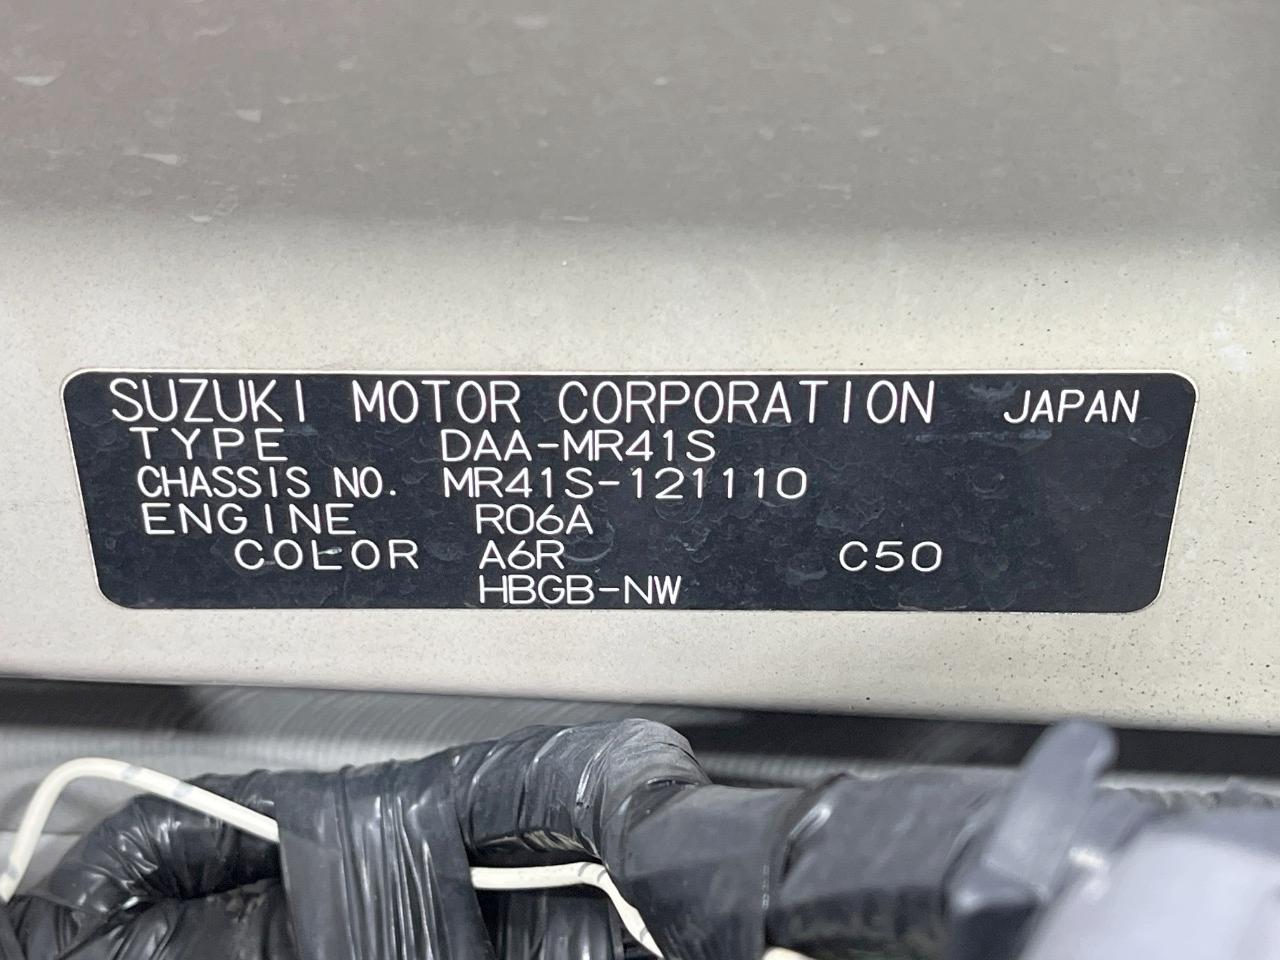 SUZUKI MOTOR CORPORATION JAPAN
TYPE DAA-MR41S
CHASSIS NO. MR41S-121110
ENGINE R06A
COLOR A6R C50
HBGB-NW